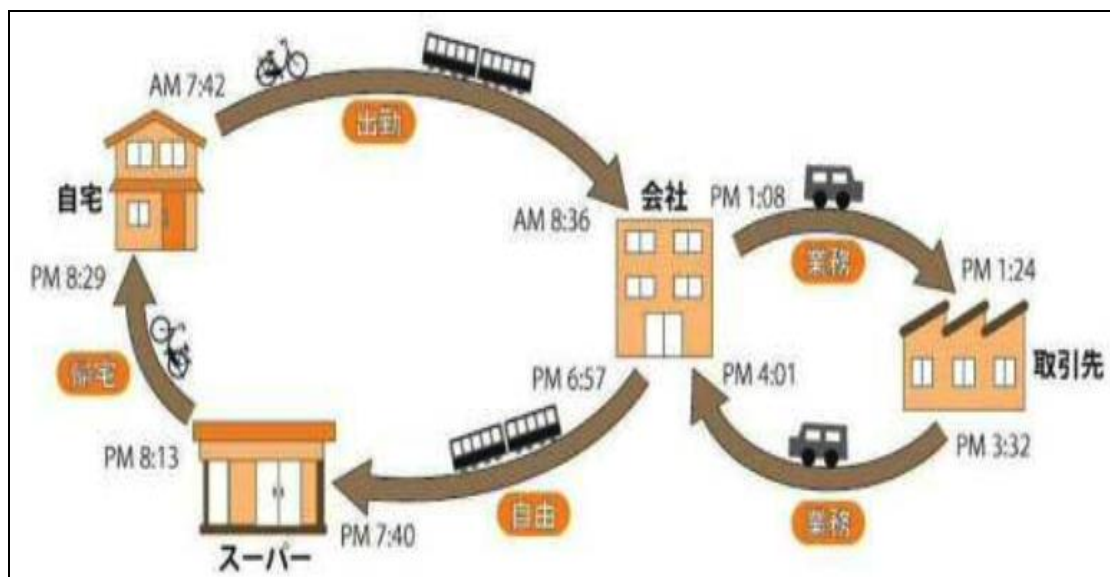 AM 7:42
出勤
自宅
会社
AM 8:36
PM 1:08
業務
PM 1:24
取引先
PM 3:32
業務
PM 4:01
PM 6:57
自由
PM 7:40
スーパー
PM 8:13
帰宅
PM 8:29